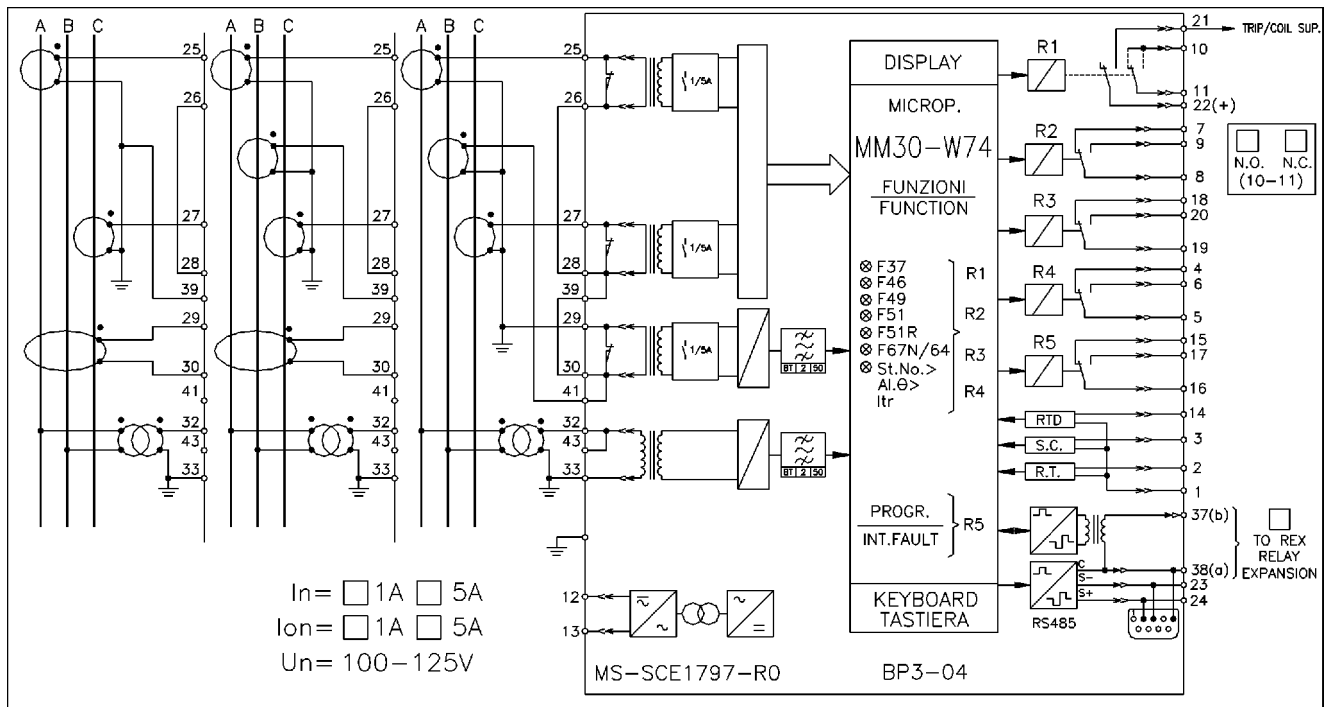 A B C
25
26
27
28
39
29
30
41
32
43
33
A B C
25
26
27
28
39
29
30
41
32
43
33
A B C
25
26
27
28
39
29
30
41
32
43
33
1/5A
1/5A
1/5A
BT 2 50
BT 2 50
12
13
In= 1A 5A
Ion= 1A 5A
Un= 100-125V
MS-SCE1797-R0
BP3-04
DISPLAY
MICROP.
MM30-W74
FUNZIONI
FUNCTION
F37
F46
F49
F51
F51R
F67N/64
St.No.>
Al.θ>
Itr
R1
R2
R3
R4
PROGR.
INT.FAULT
R5
KEYBOARD
TASTIERA
R1
R2
R3
R4
R5
RTD
S.C.
R.T.
C
S-
S+
RS485
21
TRIP/COIL SUP.
10
11
22(+)
7
9
8
18
20
19
4
6
5
15
17
16
14
3
2
1
37(b)
38(a)
23
24
N.O. N.C.
(10-11)
TO REX
RELAY
EXPANSION